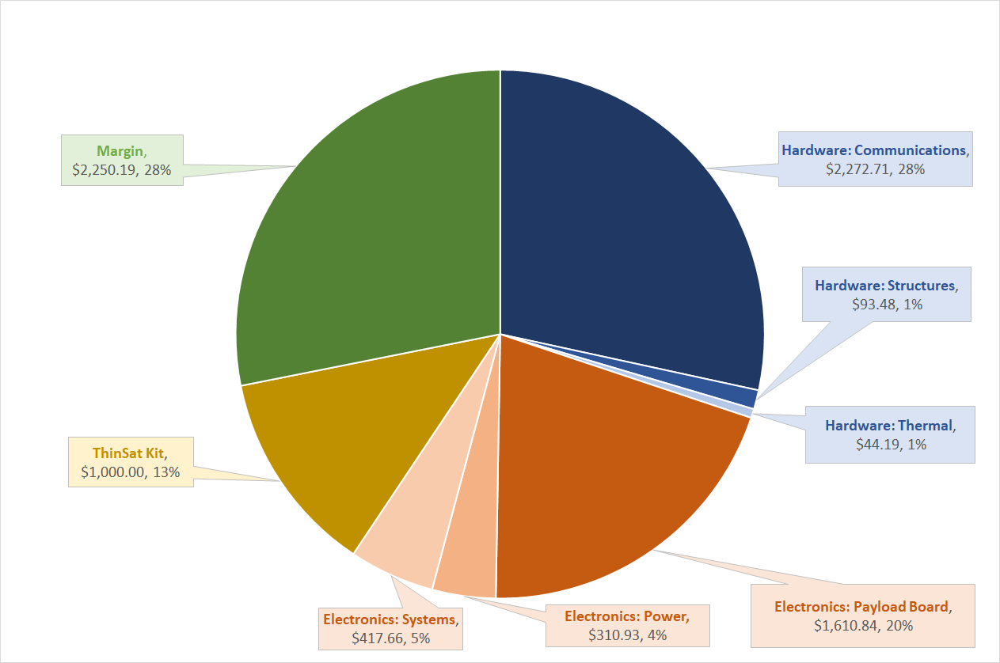 Margin,
$2,250.19, 28%
Hardware: Communications,
$2,272.71, 28%
Hardware: Structures,
$93.48, 1%
Hardware: Thermal,
$44.19, 1%
ThinSat Kit,
$1,000.00, 13%
Electronics: Systems,
$417.66, 5%
Electronics: Power,
$310.93, 4%
Electronics: Payload Board,
$1,610.84, 20%